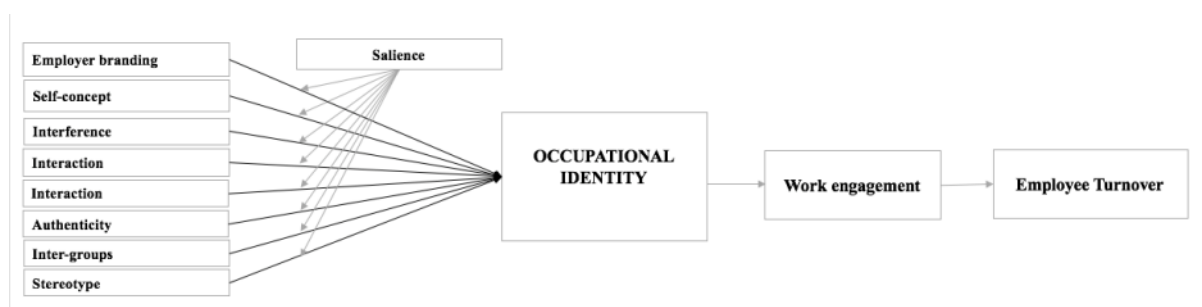 Employer branding
Salience
Self-concept
Interference
Interaction
Interaction
Authenticity
Inter-groups
Stereotype
OCCUPATIONAL
IDENTITY
Work engagement
Employee Turnover